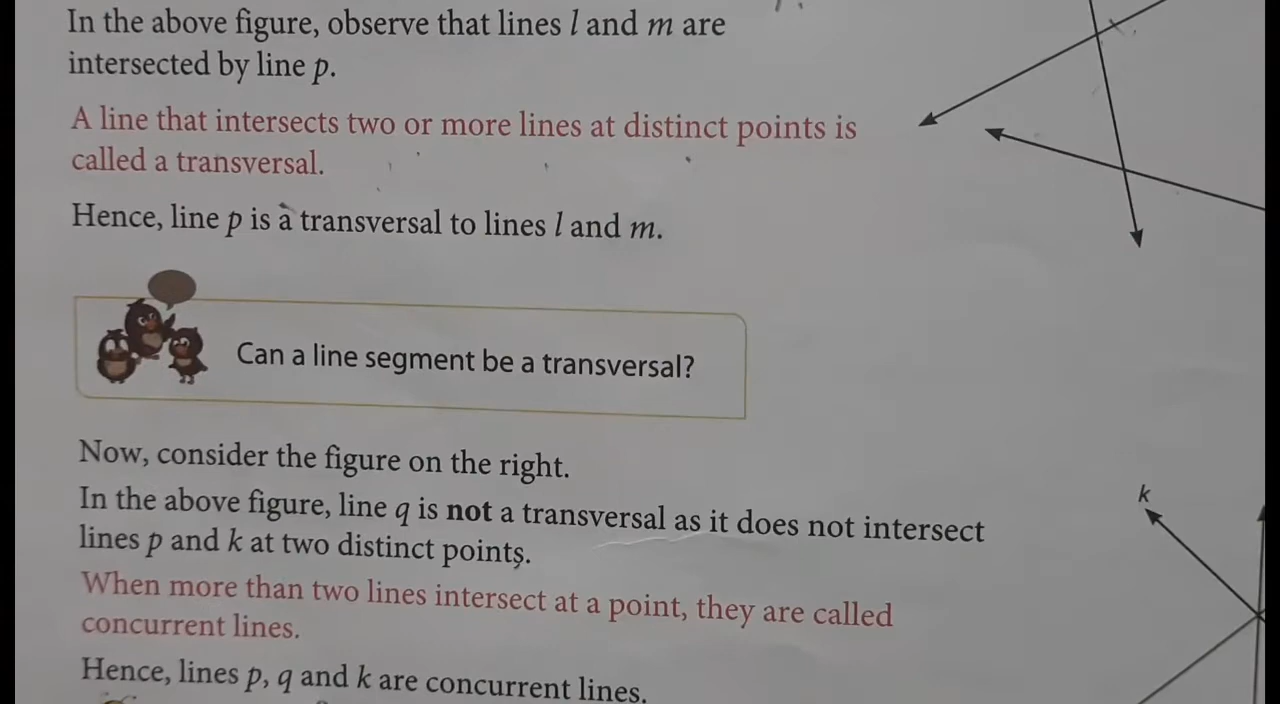 In the above figure, observe that lines l and m are
intersected by line p.
A line that intersects two or more lines at distinct points is
called a transversal.
Hence, line p is a transversal to lines l and m.
Can a line segment be a transversal?
Now, consider the figure on the right.
In the above figure, line q is not a transversal as it does not intersect
lines p and k at two distinct points.
When more than two lines intersect at a point, they are called
concurrent lines.
Hence, lines p, q and k are concurrent lines.
k